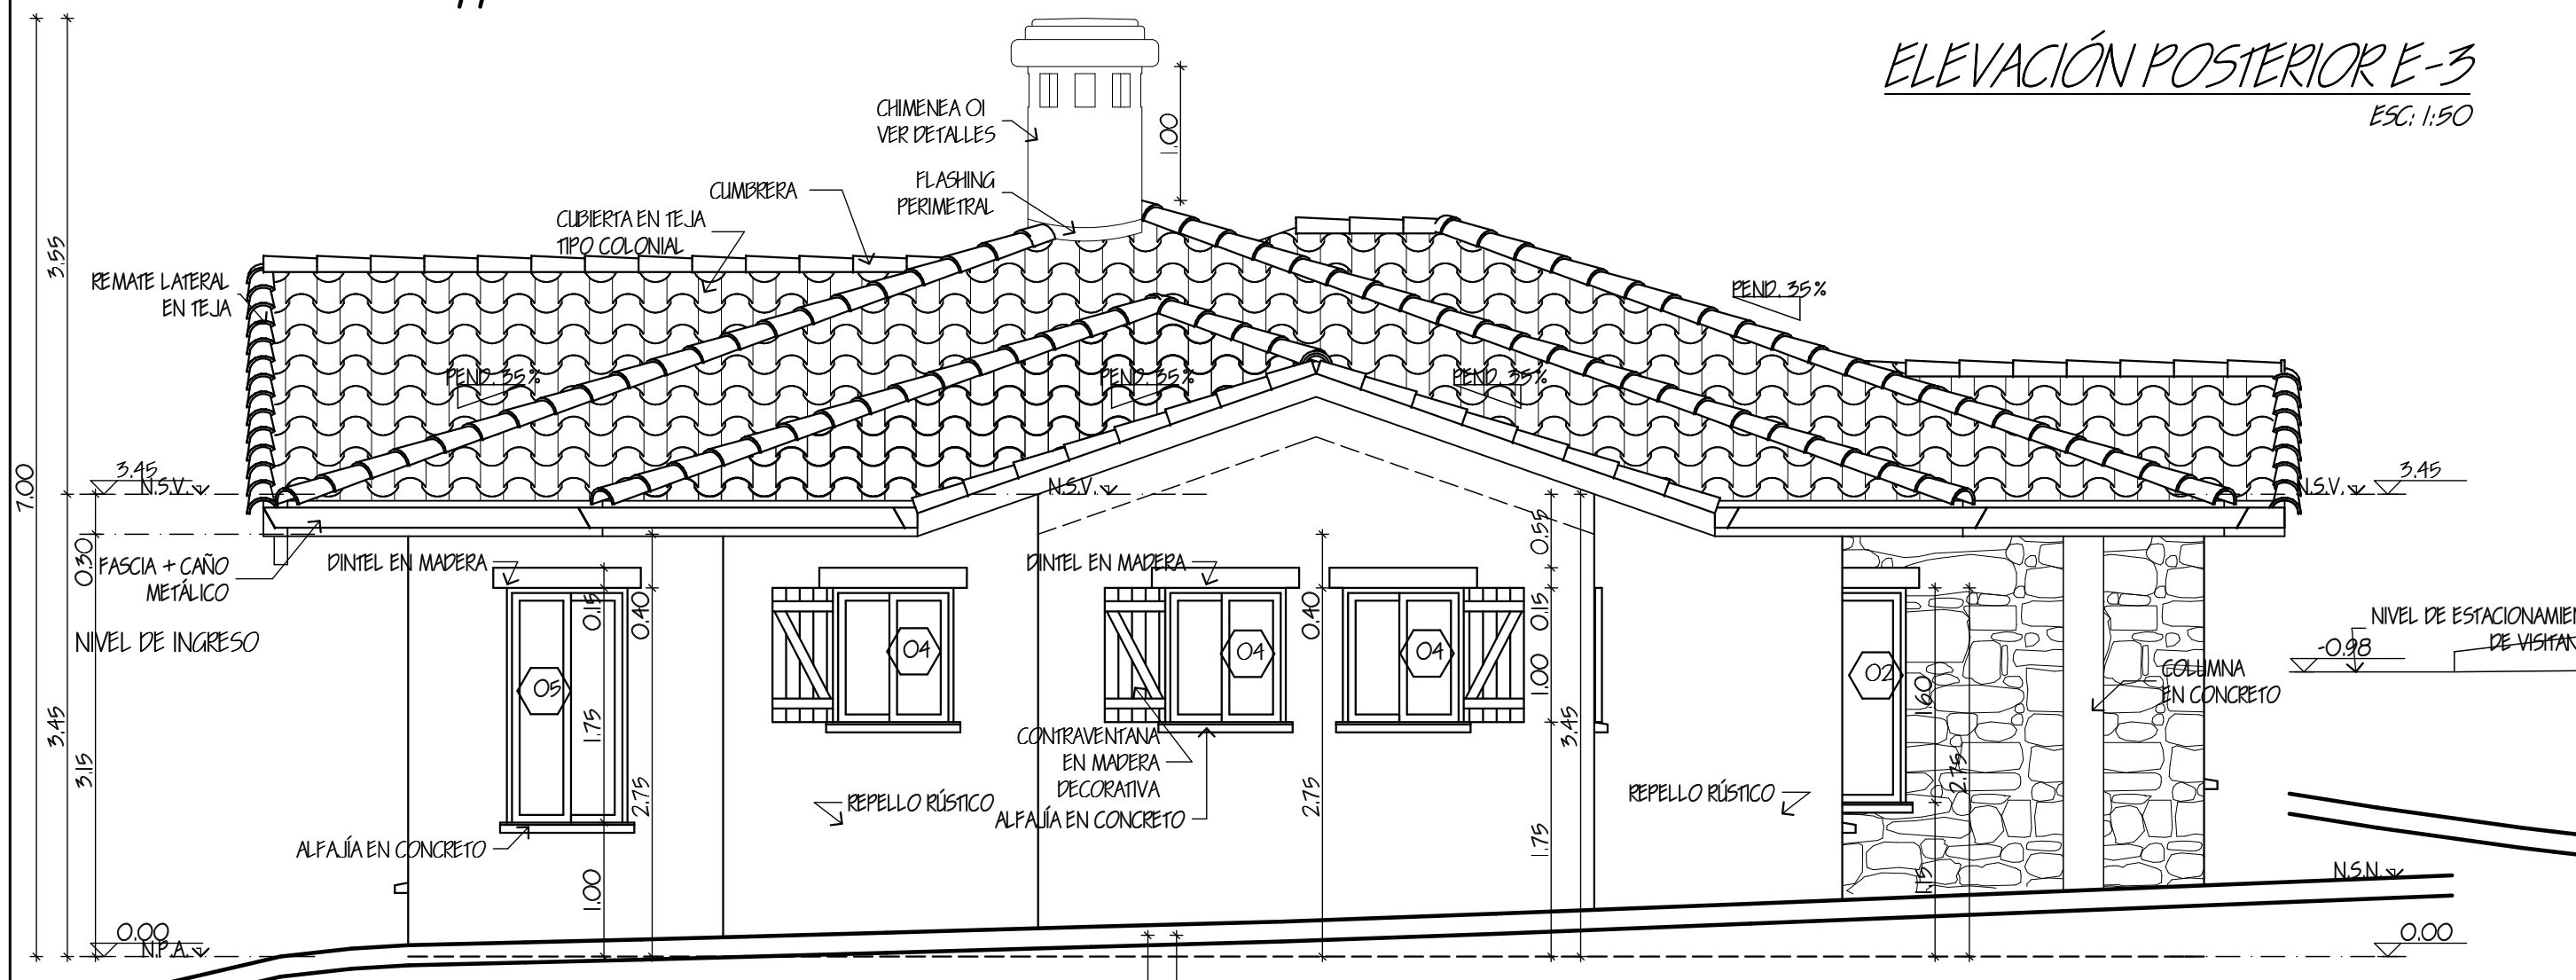 ELEVACIÓN POSTERIOR E-3
ESC: 1:50
CHIMENEA 01
VER DETALLES
1.00
FLASHING
PERIMETRAL
CUMBRERA
CUBIERTA EN TEJA
TIPO COLONIAL
3.55
REMATE LATERAL
EN TEJA
PEND. 35%
PEND. 35%
PEND. 35%
PEND. 35%
7.00
3.45
N.S.V.
N.S.V.
N.S.V.
3.45
0.30
FASCIA + CAÑO
METÁLICO
DINTEL EN MADERA
DINTEL EN MADERA
0.55
0.15
0.40
0.40
0.15
NIVEL DE INGRESO
04
04
04
05
02
1.00
1.60
NIVEL DE ESTACIONAMIEN
DE VISITAN
-0.98
COLUMNA
EN CONCRETO
3.45
1.75
3.45
CONTRAVENTANA
EN MADERA
DECORATIVA
3.15
2.75
2.75
2.75
REPELLO RÚSTICO
REPELLO RÚSTICO
ALFAJÍA EN CONCRETO
ALFAJÍA EN CONCRETO
1.75
1.00
1.15
N.S.N.
0.00
N.P.A.
0.00